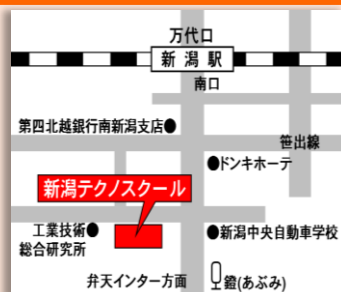 万代口
新潟駅
南口
第四北越銀行南新潟支店●
笹出線
●ドンキホーテ
新潟テクノスクール
工業技術●
総合研究所
●新潟中央自動車学校
弁天インター方面
鐙(あぶみ)